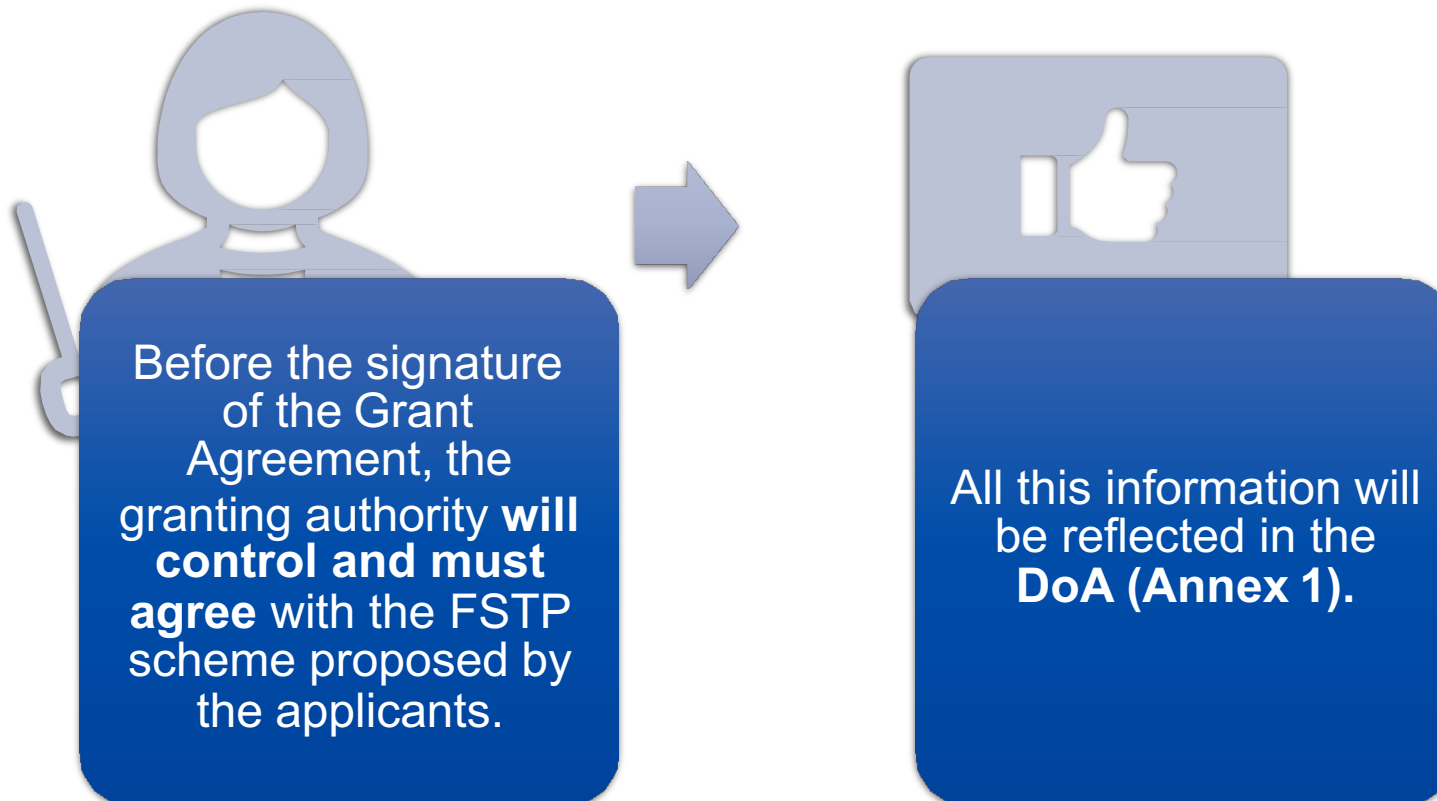 Before the signature
of the Grant
Agreement, the
granting authority will
control and must
agree with the FSTP
scheme proposed by
the applicants.
All this information will
be reflected in the
DoA (Annex 1).